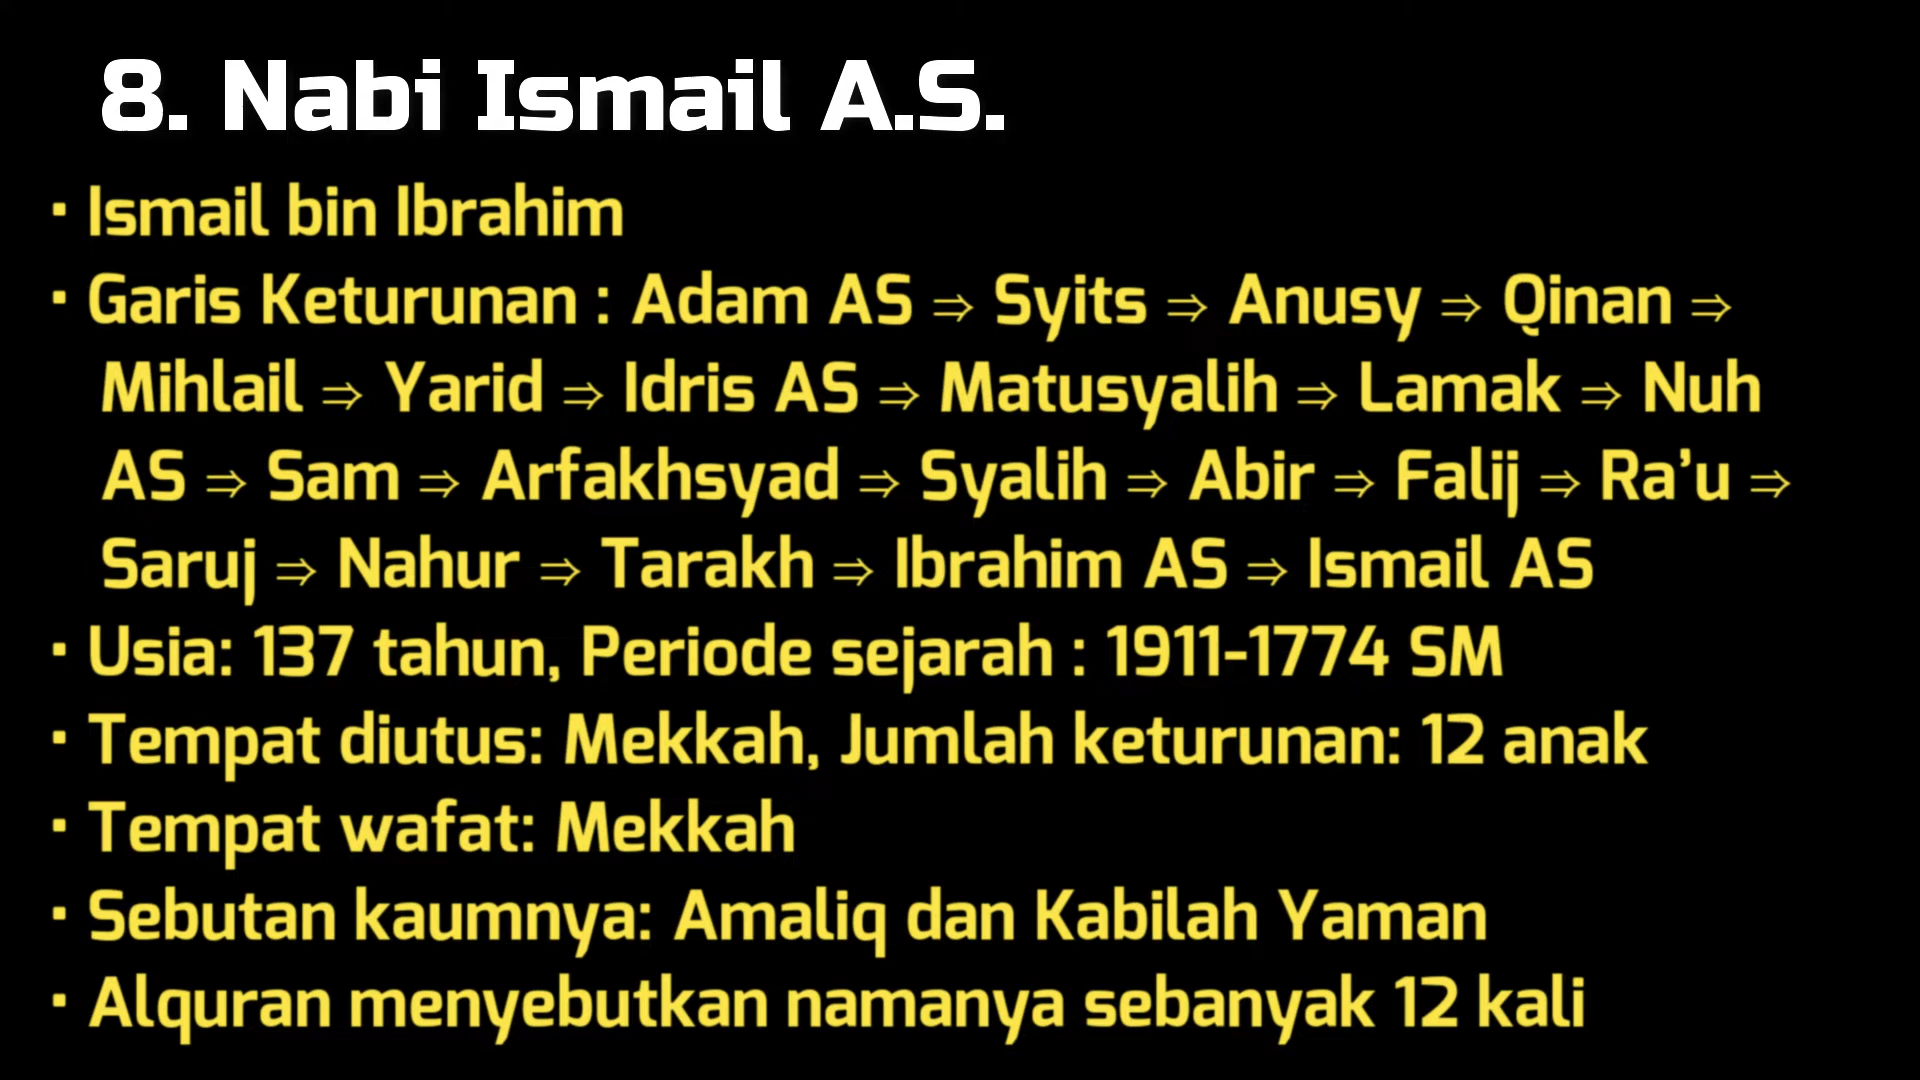 8. Nabi Ismail A.S.
• Ismail bin Ibrahim
• Garis Keturunan : Adam AS ⇒ Syits ⇒ Anusy ⇒ Qinan ⇒
Mihlail ⇒ Yarid ⇒ Idris AS ⇒ Matusyalih ⇒ Lamak ⇒ Nuh
AS ⇒ Sam ⇒ Arfakhsyad ⇒ Syalih ⇒ Abir ⇒ Falij ⇒ Ra’u ⇒
Saruj ⇒ Nahur ⇒ Tarakh ⇒ Ibrahim AS ⇒ Ismail AS
• Usia: 137 tahun, Periode sejarah : 1911-1774 SM
• Tempat diutus: Mekkah, Jumlah keturunan: 12 anak
• Tempat wafat: Mekkah
• Sebutan kaumnya: Amaliq dan Kabilah Yaman
• Alquran menyebutkan namanya sebanyak 12 kali